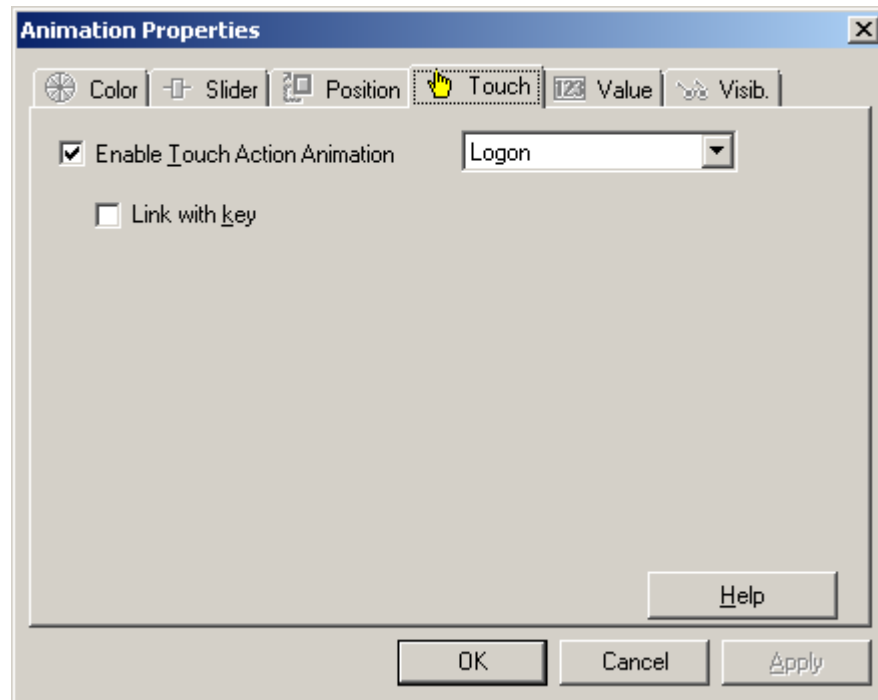 Animation Properties
Color Slider Position Touch 123 Value Visib.
Enable Touch Action Animation Logon
Link with key
Help
OK Cancel Apply